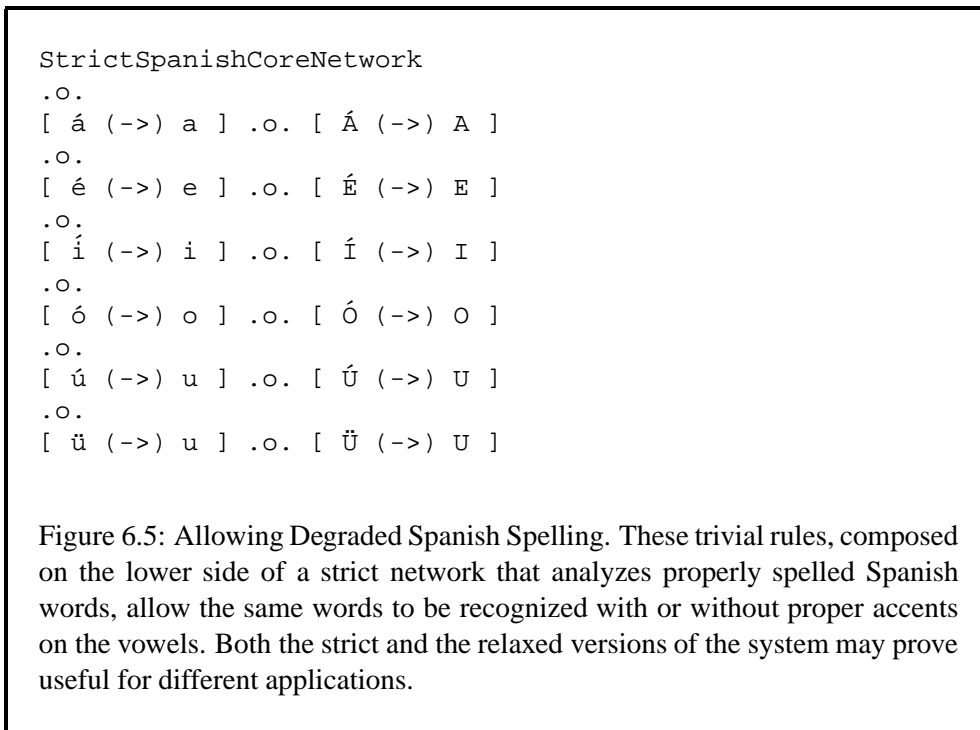 StrictSpanishCoreNetwork
.o.
[ á (->) a ] .o. [ Á (->) A ]
.o.
[ é (->) e ] .o. [ É (->) E ]
.o.
[ í (->) i ] .o. [ Í (->) I ]
.o.
[ ó (->) o ] .o. [ Ó (->) O ]
.o.
[ ú (->) u ] .o. [ Ú (->) U ]
.o.
[ ü (->) u ] .o. [ Ü (->) U ]
Figure 6.5: Allowing Degraded Spanish Spelling. These trivial rules, composed
on the lower side of a strict network that analyzes properly spelled Spanish
words, allow the same words to be recognized with or without proper accents
on the vowels. Both the strict and the relaxed versions of the system may prove
useful for different applications.